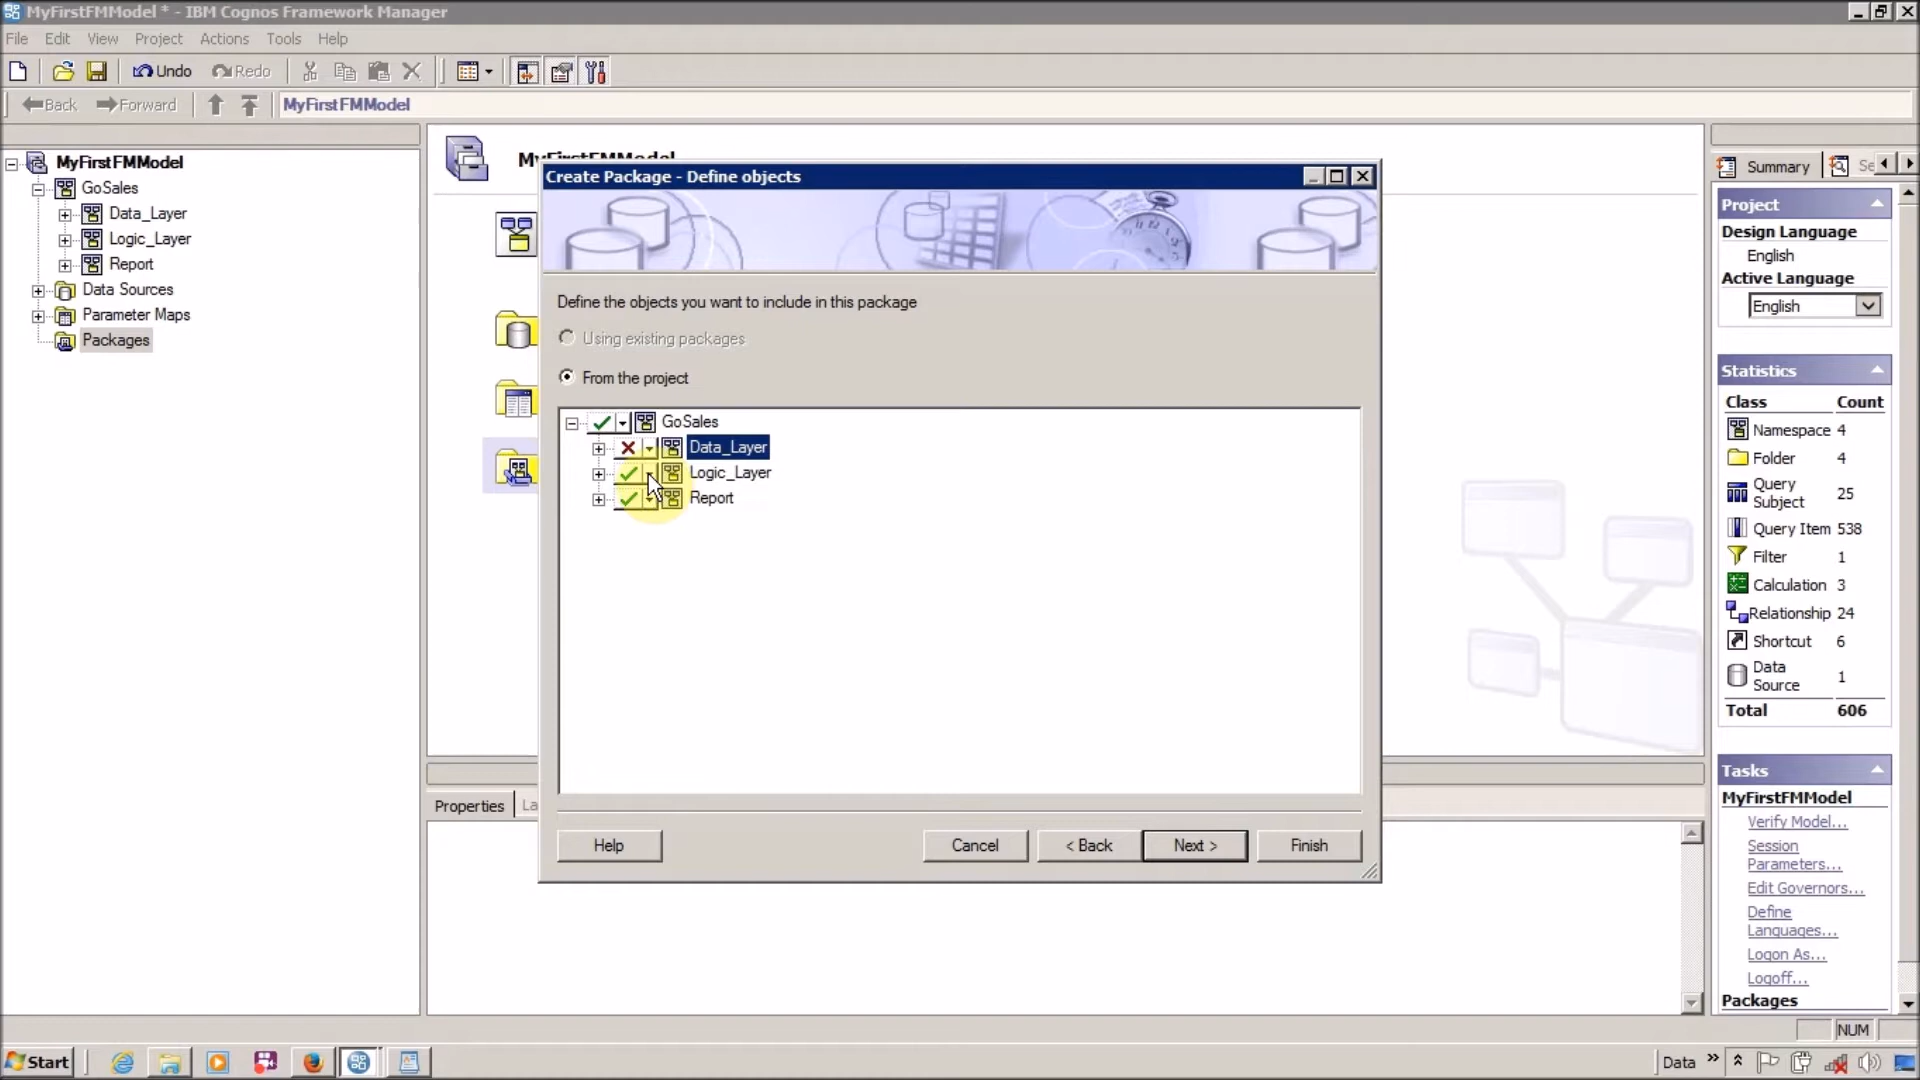 MyFirstFMModel * - IBM Cognos Framework Manager
File Edit View Project Actions Tools Help
Undo Redo
Back Forward MyFirstFMModel
MyFirstFMModel
GoSales
Data_Layer
Logic_Layer
Report
Data Sources
Parameter Maps
Packages
MyFirstFMModel
Create Package - Define objects
Define the objects you want to include in this package
Using existing packages
From the project
GoSales
Data_Layer
Logic_Layer
Report
Help Cancel < Back Next > Finish
Properties La
Summary Se
Project
Design Language
English
Active Language
English
Statistics
Class Count
Namespace 4
Folder 4
Query Subject 25
Query Item 538
Filter 1
Calculation 3
Relationship 24
Shortcut 6
Data Source 1
Total 606
Tasks
MyFirstFMModel
Verify Model...
Session
Parameters...
Edit Governors...
Define
Languages...
Logon As...
Logoff...
Packages
NUM
Start Data »